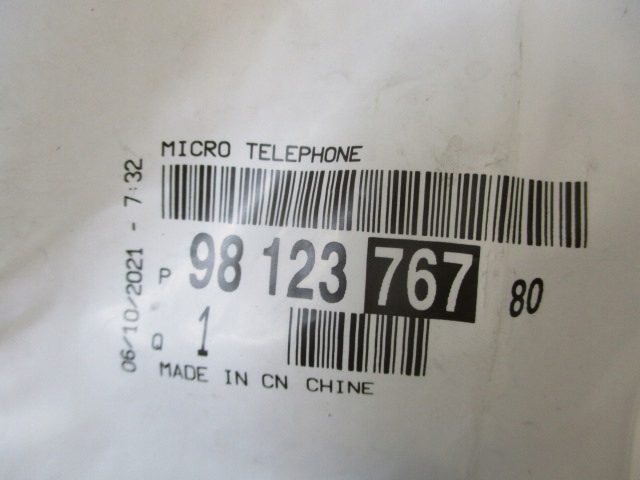 MICRO TELEPHONE
P 98 123 767 80
Q 1
MADE IN CN CHINE
06/10/2021 - 7:32